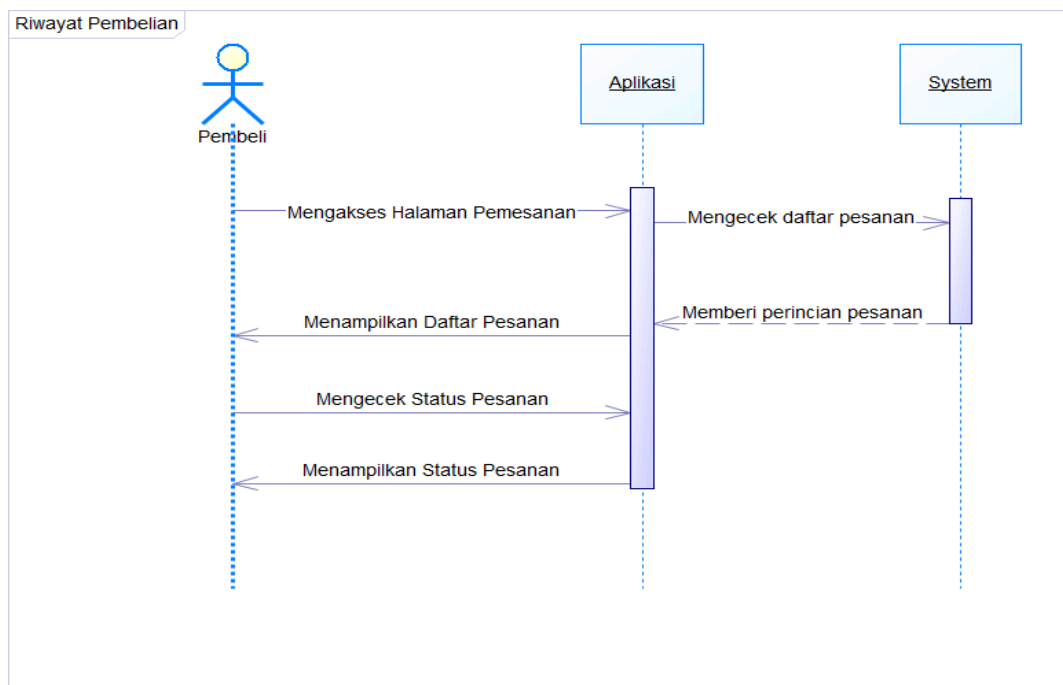 Riwayat Pembelian
Aplikasi
System
Pembeli
Mengakses Halaman Pemesanan
Mengecek daftar pesanan
Memberi perincian pesanan
Menampilkan Daftar Pesanan
Mengecek Status Pesanan
Menampilkan Status Pesanan